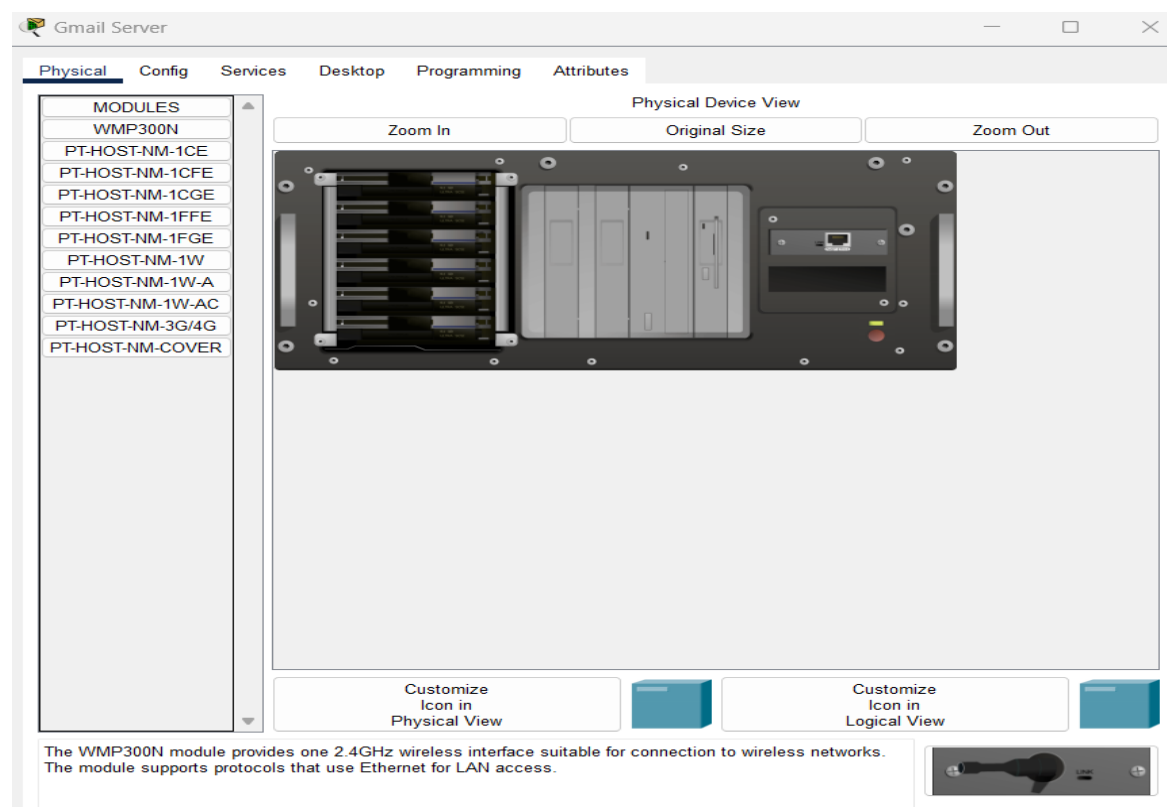 Gmail Server
Physical Config Services Desktop Programming Attributes
MODULES
WMP300N
PT-HOST-NM-1CE
PT-HOST-NM-1CFE
PT-HOST-NM-1CGE
PT-HOST-NM-1FFE
PT-HOST-NM-1FGE
PT-HOST-NM-1W
PT-HOST-NM-1W-A
PT-HOST-NM-1W-AC
PT-HOST-NM-3G/4G
PT-HOST-NM-COVER
Physical Device View
Zoom In Original Size Zoom Out
Customize
Icon in
Physical View
Customize
Icon in
Logical View
The WMP300N module provides one 2.4GHz wireless interface suitable for connection to wireless networks.
The module supports protocols that use Ethernet for LAN access.
LINK